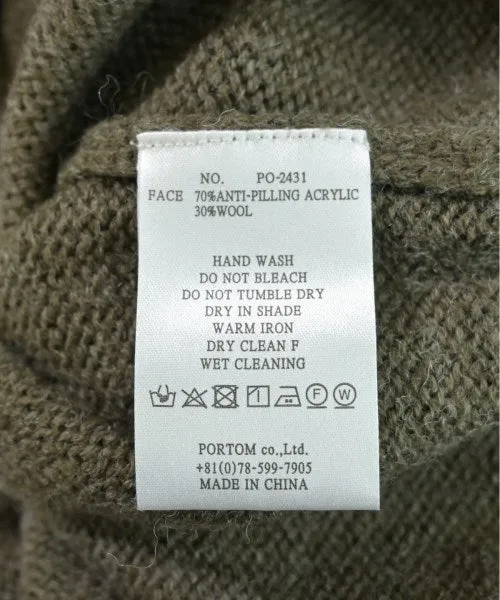 NO. PO-2431
FACE 70%ANTI-PILLING ACRYLIC
30%WOOL
HAND WASH
DO NOT BLEACH
DO NOT TUMBLE DRY
DRY IN SHADE
WARM IRON
DRY CLEAN F
WET CLEANING
F W
PORTOM co.,Ltd.
+81(0)78-599-7905
MADE IN CHINA